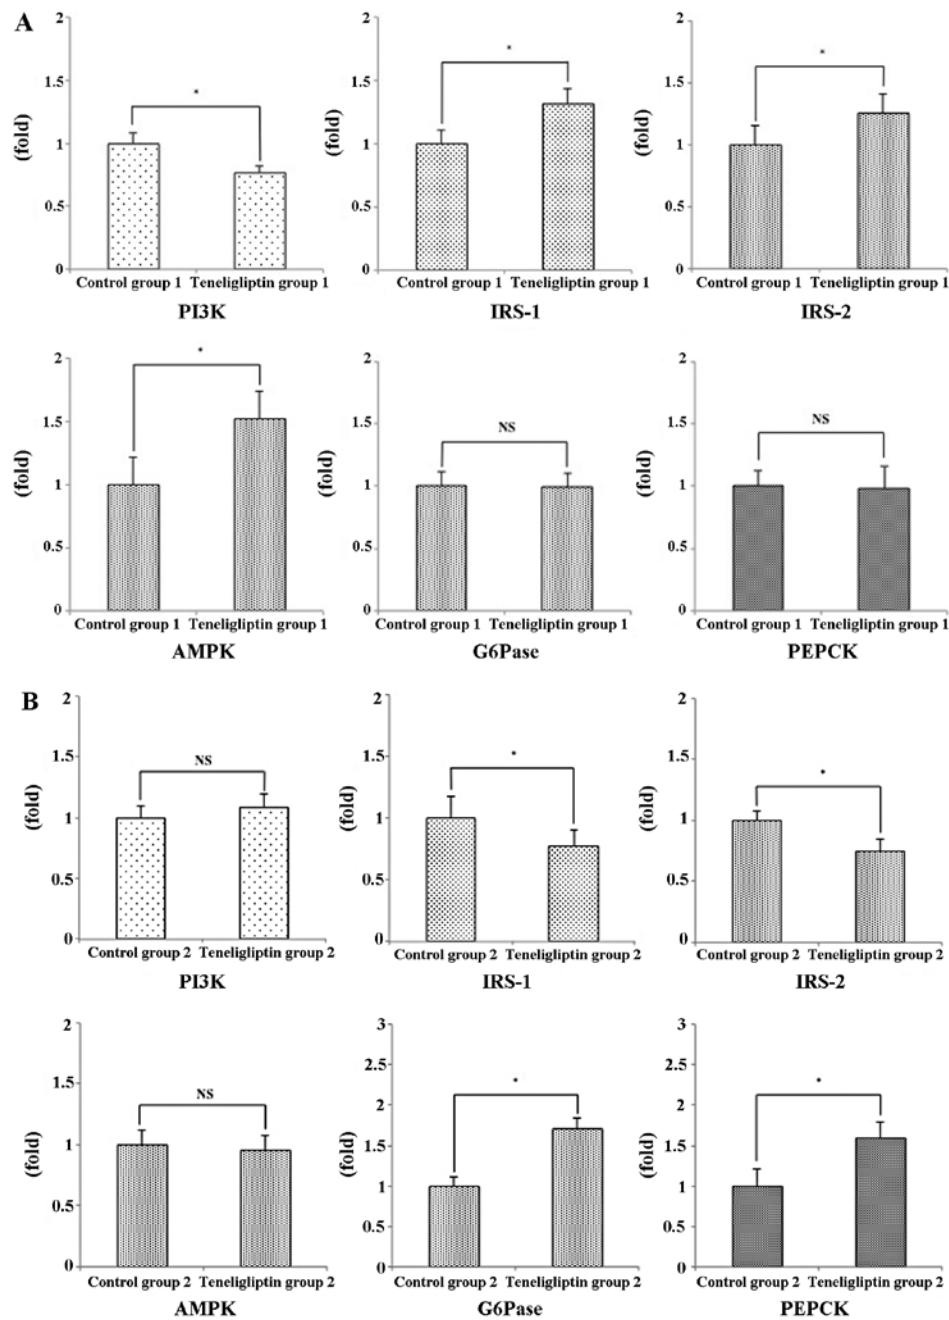 A
2 2 2
* * *
1.5 1.5 1.5
(fold) (fold) (fold)
1 1 1
0.5 0.5 0.5
0 0 0
Control group 1 Teneligliptin group 1 Control group 1 Teneligliptin group 1 Control group 1 Teneligliptin group 1
PI3K IRS-1 IRS-2
2 2 2
* NS NS
1.5 1.5 1.5
(fold) (fold) (fold)
1 1 1
0.5 0.5 0.5
0 0 0
Control group 1 Teneligliptin group 1 Control group 1 Teneligliptin group 1 Control group 1 Teneligliptin group 1
AMPK G6Pase PEPCK
B
2 2 2
NS * *
1.5 1.5 1.5
(fold) (fold) (fold)
1 1 1
0.5 0.5 0.5
0 0 0
Control group 2 Teneligliptin group 2 Control group 2 Teneligliptin group 2 Control group 2 Teneligliptin group 2
PI3K IRS-1 IRS-2
2 3 3
2.5 2.5
NS * *
1.5 2 2
(fold) (fold) (fold)
1 1.5 1.5
1 1
0.5 0.5 0.5
0 0 0
Control group 2 Teneligliptin group 2 Control group 2 Teneligliptin group 2 Control group 2 Teneligliptin group 2
AMPK G6Pase PEPCK